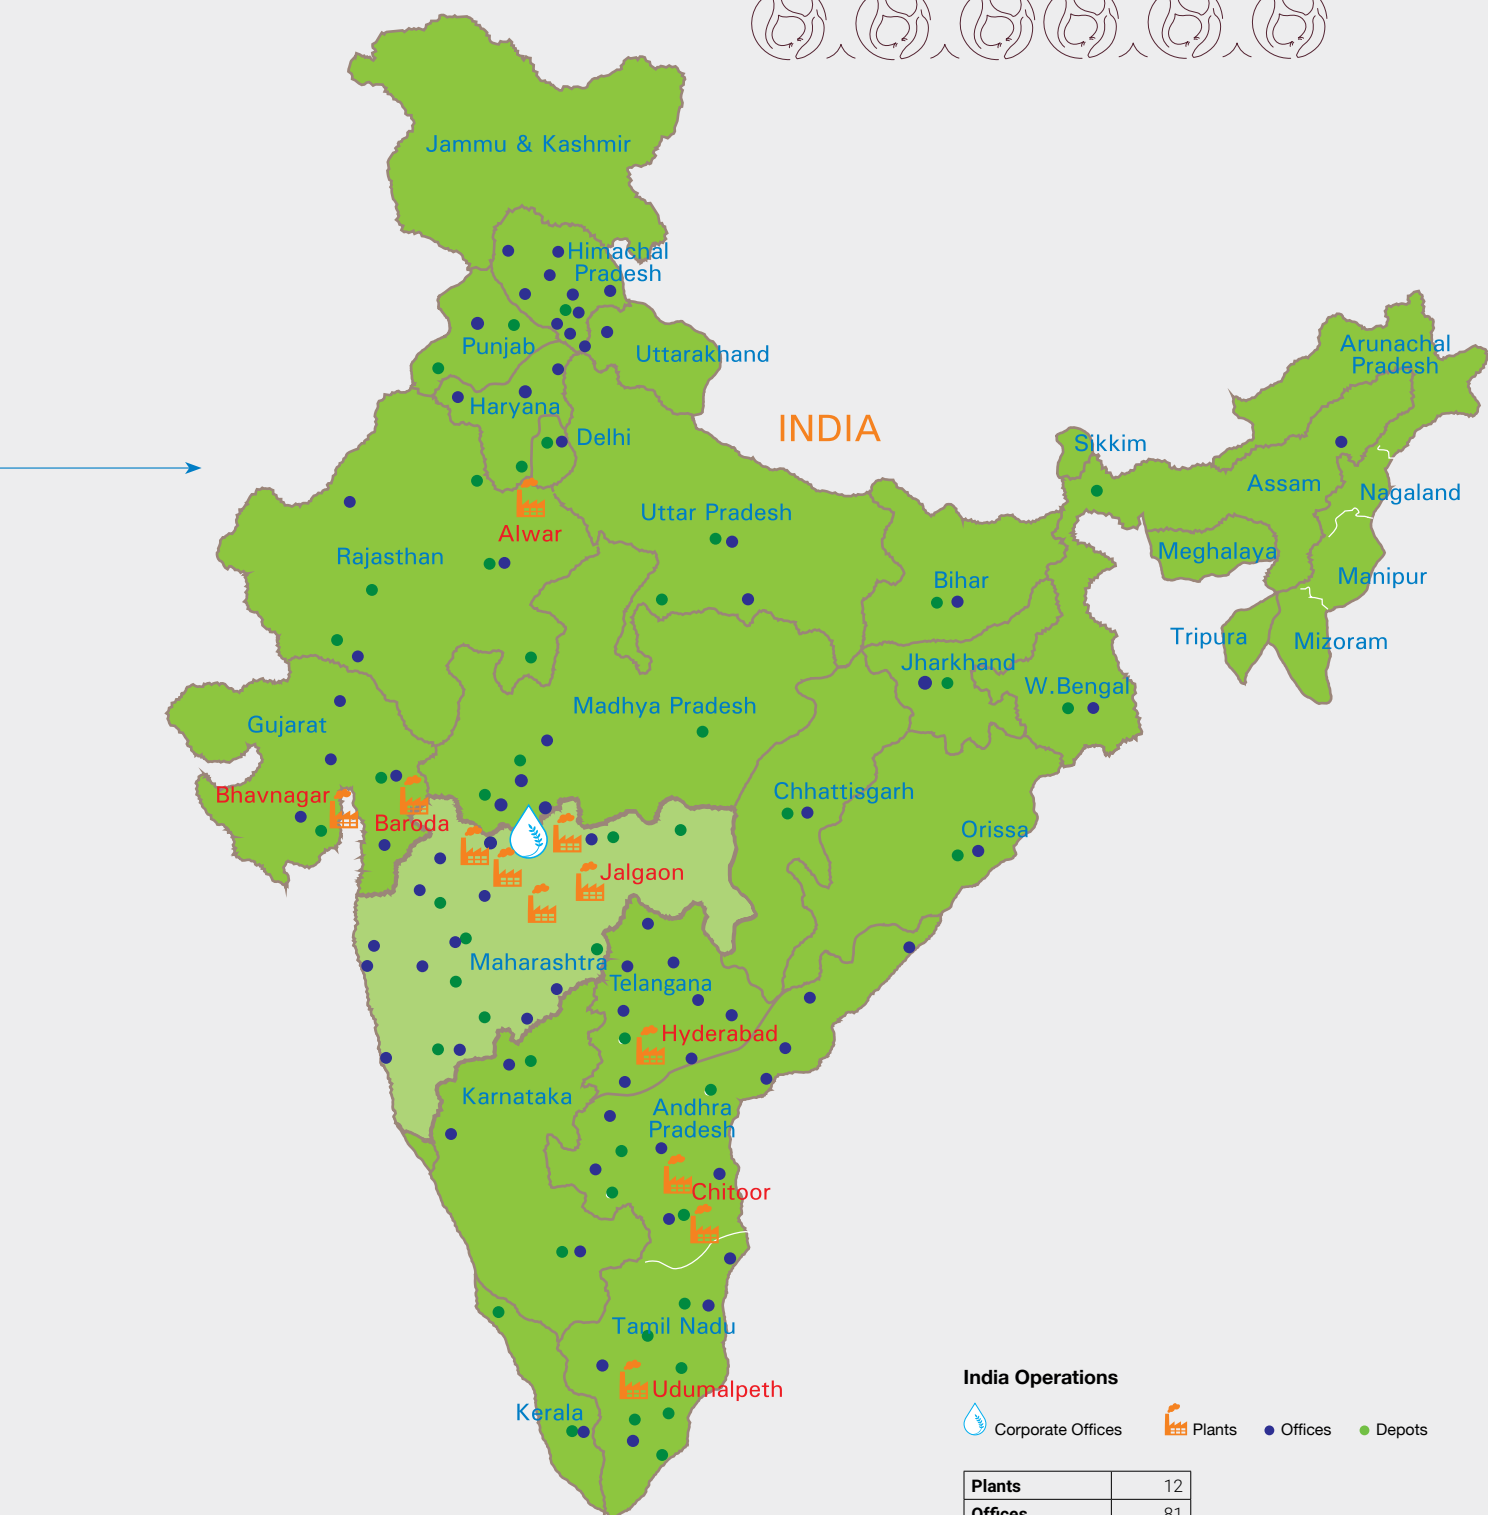 Jammu & Kashmir
Himachal
Pradesh
Punjab
Uttarakhand
Haryana
Delhi
INDIA
Arunachal
Pradesh
Sikkim
Assam
Nagaland
Alwar
Uttar Pradesh
Rajasthan
Meghalaya
Bihar
Manipur
Tripura
Mizoram
Jharkhand
W.Bengal
Madhya Pradesh
Gujarat
Bhavnagar
Baroda
Chhattisgarh
Orissa
Jalgaon
Maharashtra
Telangana
Hyderabad
Karnataka
Andhra
Pradesh
Chitoor
Tamil Nadu
Udumalpeth
Kerala
India Operations
Corporate Offices
Plants
Offices
Depots
Plants 12
Offices 81